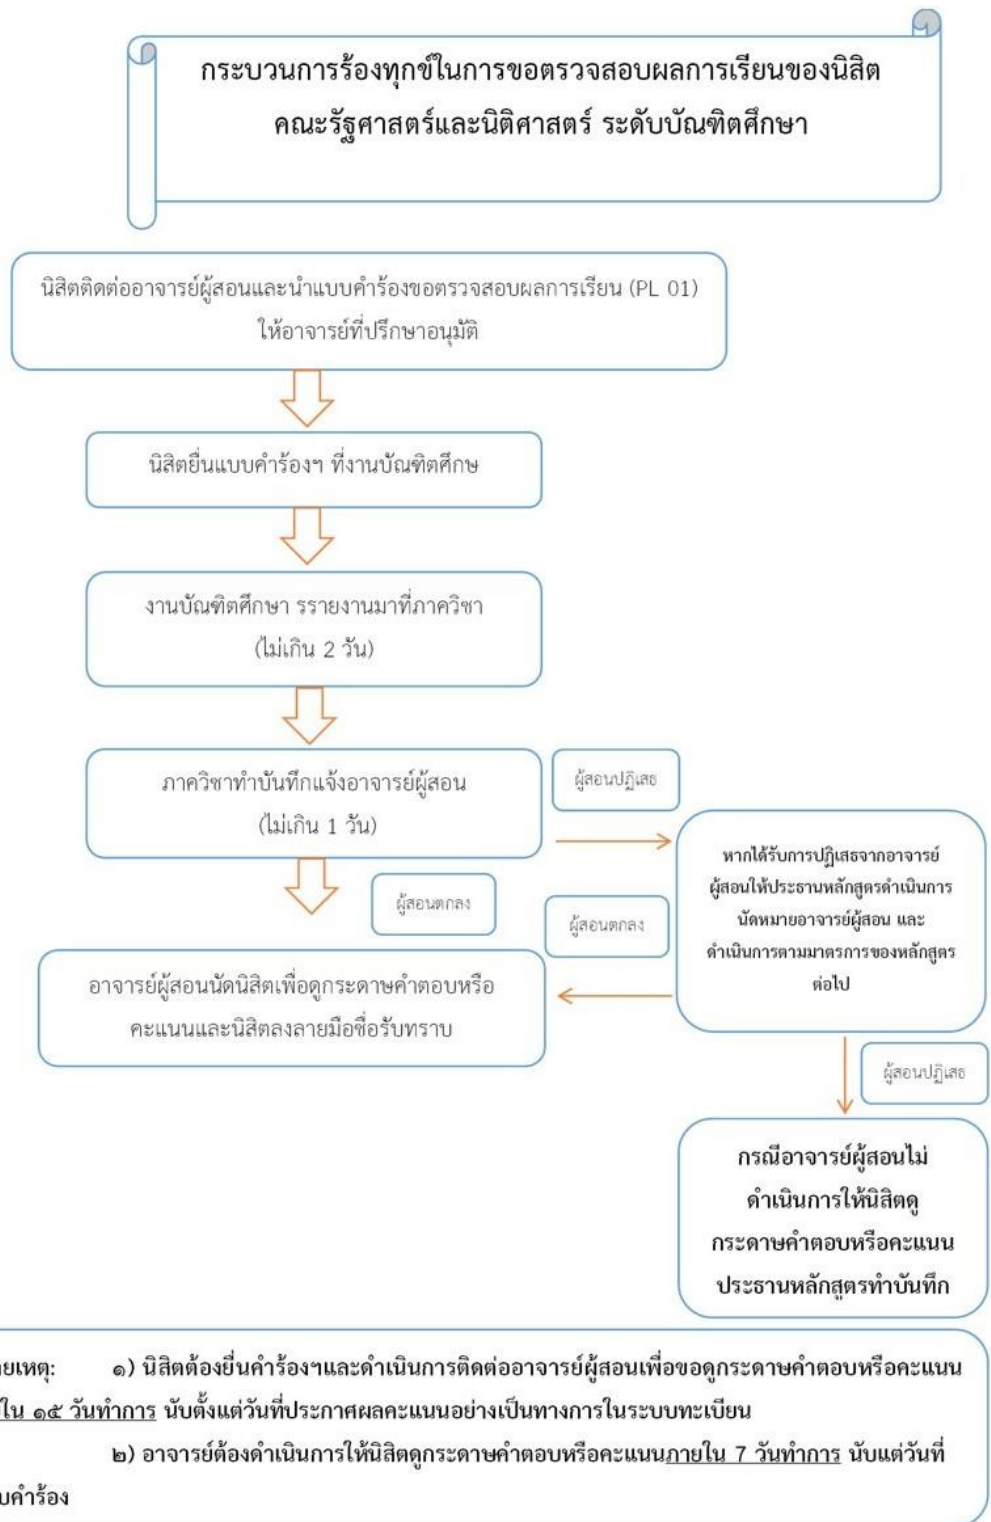 กระบวนการร้องทุกข์ในการขอตรวจสอบผลการเรียนของนิสิต
คณะรัฐศาสตร์และนิติศาสตร์ ระดับบัณฑิตศึกษา
นิสิตติดต่ออาจารย์ผู้สอนและนำแบบคำร้องขอตรวจสอบผลการเรียน (PL 01)
ให้อาจารย์ที่ปรึกษาอนุมัติ
นิสิตยื่นแบบคำร้องฯ ที่งานบัณฑิตศึกษ
งานบัณฑิตศึกษา รรายงานมาที่ภาควิชา
(ไม่เกิน 2 วัน)
ภาควิชาทำบันทึกแจ้งอาจารย์ผู้สอน
(ไม่เกิน 1 วัน)
ผู้สอนปฏิเสธ
หากได้รับการปฏิเสธจากอาจารย์
ผู้สอนให้ประธานหลักสูตรดำเนินการ
นัดหมายอาจารย์ผู้สอน และ
ดำเนินการตามมาตรการของหลักสูตร
ต่อไป
ผู้สอนตกลง
ผู้สอนตกลง
อาจารย์ผู้สอนนัดนิสิตเพื่อดูกระดาษคำตอบหรือ
คะแนนและนิสิตลงลายมือชื่อรับทราบ
ผู้สอนปฏิเสธ
กรณีอาจารย์ผู้สอนไม่
ดำเนินการให้นิสิตดู
กระดาษคำตอบหรือคะแนน
ประธานหลักสูตรทำบันทึก
ายเหตุ: ๑) นิสิตต้องยื่นคำร้องฯและดำเนินการติดต่ออาจารย์ผู้สอนเพื่อขอดูกระดาษคำตอบหรือคะแนน
ใน ๑๕ วันทำการ นับตั้งแต่วันที่ประกาศผลคะแนนอย่างเป็นทางการในระบบทะเบียน
๒) อาจารย์ต้องดำเนินการให้นิสิตดูกระดาษคำตอบหรือคะแนนภายใน 7 วันทำการ นับแต่วันที่
บคำร้อง